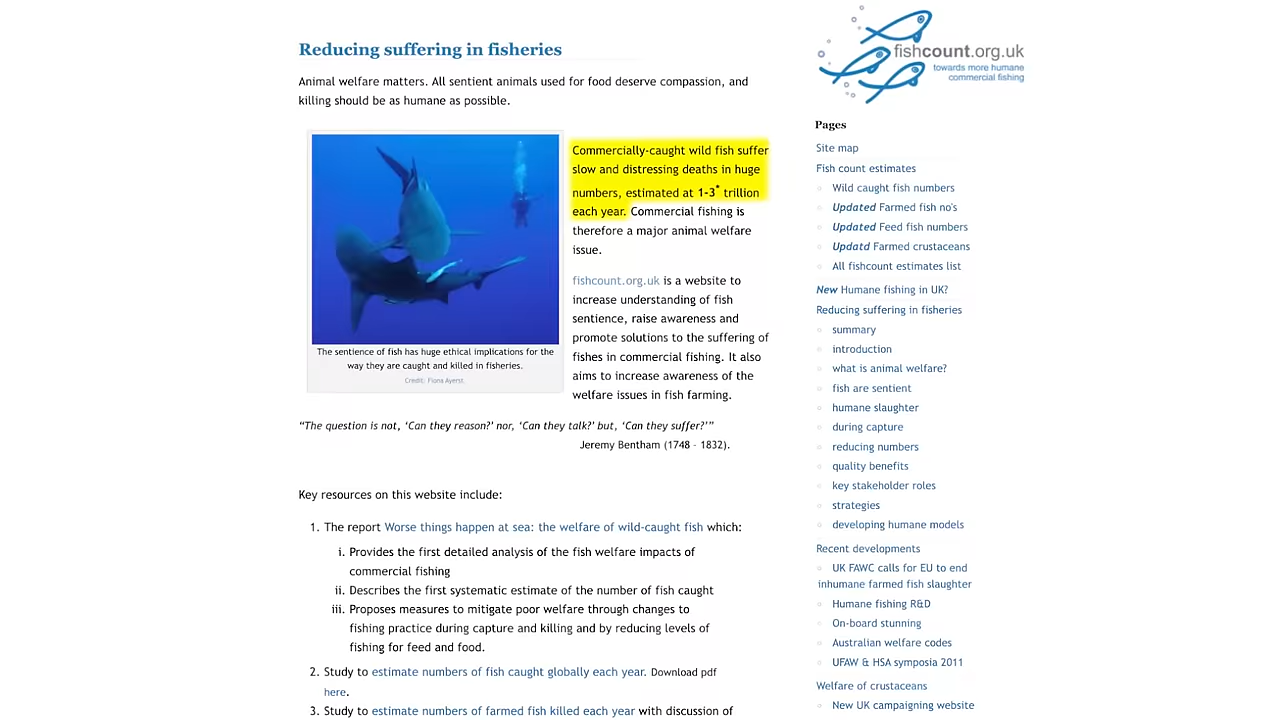 Reducing suffering in fisheries
Animal welfare matters. All sentient animals used for food deserve compassion, and
killing should be as humane as possible.
Commercially-caught wild fish suffer
slow and distressing deaths in huge
numbers, estimated at 1-3* trillion
each year. Commercial fishing is
therefore a major animal welfare
issue.
The sentience of fish has huge ethical implications for the
way they are caught and killed in fisheries.
Credit: Fiona Ayerst.
fishcount.org.uk is a website to
increase understanding of fish
sentience, raise awareness and
promote solutions to the suffering of
fishes in commercial fishing. It also
aims to increase awareness of the
welfare issues in fish farming.
“The question is not, ‘Can they reason?’ nor, ‘Can they talk?’ but, ‘Can they suffer?’”
Jeremy Bentham (1748 - 1832).
Key resources on this website include:
1. The report Worse things happen at sea: the welfare of wild-caught fish which:
i. Provides the first detailed analysis of the fish welfare impacts of
commercial fishing
ii. Describes the first systematic estimate of the number of fish caught
iii. Proposes measures to mitigate poor welfare through changes to
fishing practice during capture and killing and by reducing levels of
fishing for feed and food.
2. Study to estimate numbers of fish caught globally each year. Download pdf
here.
3. Study to estimate numbers of farmed fish killed each year with discussion of
fishcount.org.uk
towards more humane
commercial fishing
Pages
Site map
Fish count estimates
Wild caught fish numbers
Updated Farmed fish no's
Updated Feed fish numbers
Updatd Farmed crustaceans
All fishcount estimates list
New Humane fishing in UK?
Reducing suffering in fisheries
summary
introduction
what is animal welfare?
fish are sentient
humane slaughter
during capture
reducing numbers
quality benefits
key stakeholder roles
strategies
developing humane models
Recent developments
UK FAWC calls for EU to end
inhumane farmed fish slaughter
Humane fishing R&D
On-board stunning
Australian welfare codes
UFAW & HSA symposia 2011
Welfare of crustaceans
New UK campaigning website